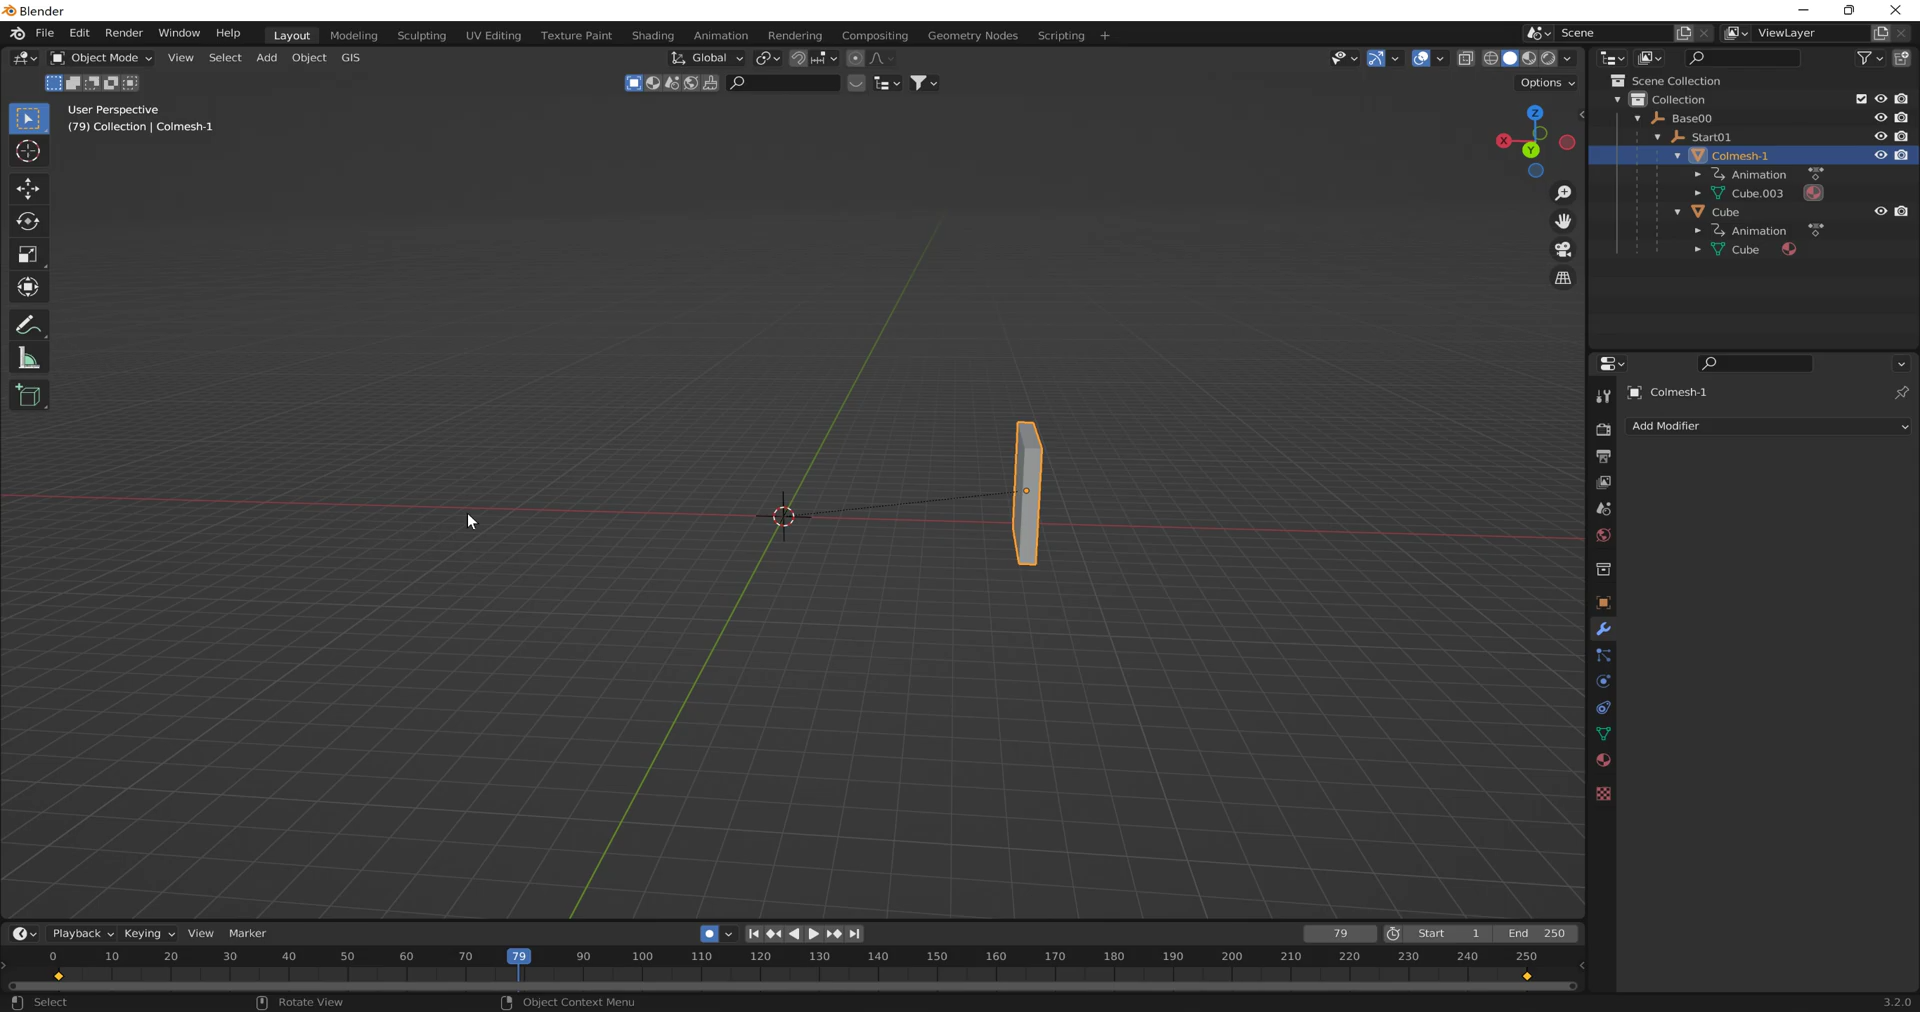 Blender
File Edit Render Window Help Layout Modeling Sculpting UV Editing Texture Paint Shading Animation Rendering Compositing Geometry Nodes Scripting + Scene ViewLayer
Object Mode View Select Add Object GIS Global
Options
User Perspective
(79) Collection | Colmesh-1
Z
X
Y
Scene Collection
Collection
Base00
Start01
Colmesh-1
Animation
Cube.003
Cube
Animation
Cube
Colmesh-1
Add Modifier
Playback Keying View Marker 79 Start 1 End 250
0 10 20 30 40 50 60 70 79 90 100 110 120 130 140 150 160 170 180 190 200 210 220 230 240 250
Select Rotate View Object Context Menu 3.2.0